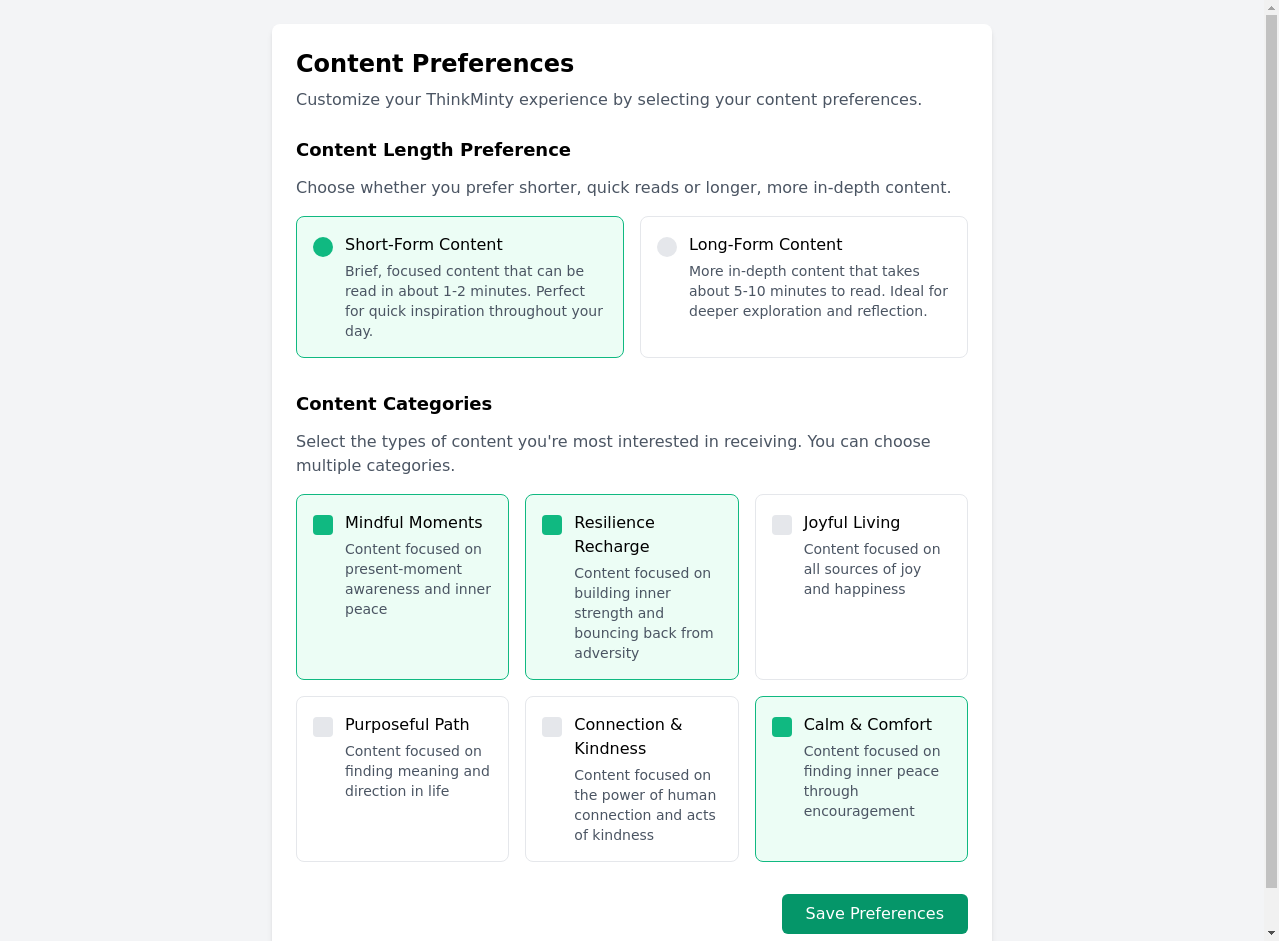 Content Preferences
Customize your ThinkMinty experience by selecting your content preferences.
Content Length Preference
Choose whether you prefer shorter, quick reads or longer, more in-depth content.
Short-Form Content
Brief, focused content that can be
read in about 1-2 minutes. Perfect
for quick inspiration throughout your
day.
Long-Form Content
More in-depth content that takes
about 5-10 minutes to read. Ideal for
deeper exploration and reflection.
Content Categories
Select the types of content you're most interested in receiving. You can choose
multiple categories.
Mindful Moments
Content focused on
present-moment
awareness and inner
peace
Resilience
Recharge
Content focused on
building inner
strength and
bouncing back from
adversity
Joyful Living
Content focused on
all sources of joy
and happiness
Purposeful Path
Content focused on
finding meaning and
direction in life
Connection &
Kindness
Content focused on
the power of human
connection and acts
of kindness
Calm & Comfort
Content focused on
finding inner peace
through
encouragement
Save Preferences